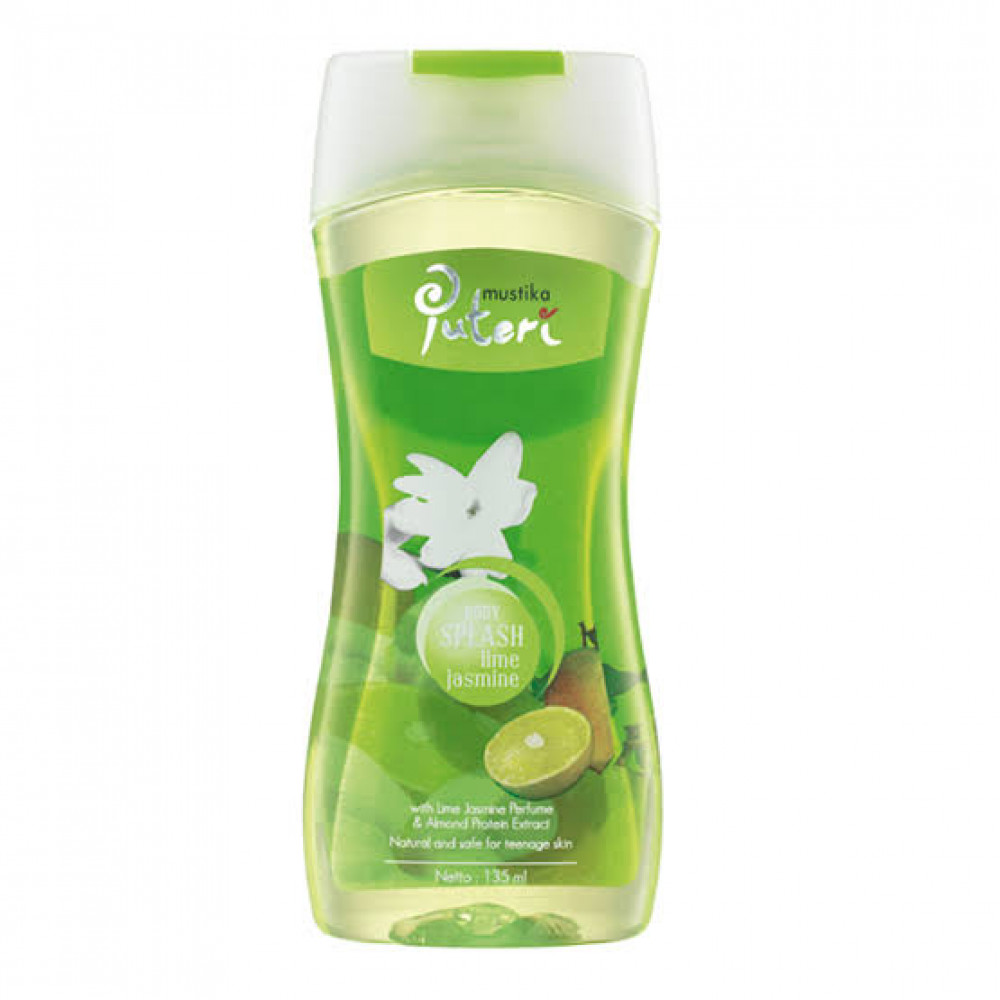 mustika
Puteri
BODY
SPLASH
lime
jasmine
with Lime Jasmine Perfume
& Almond Protein Extract
Natural and safe for teenage skin
Netto : 135 ml